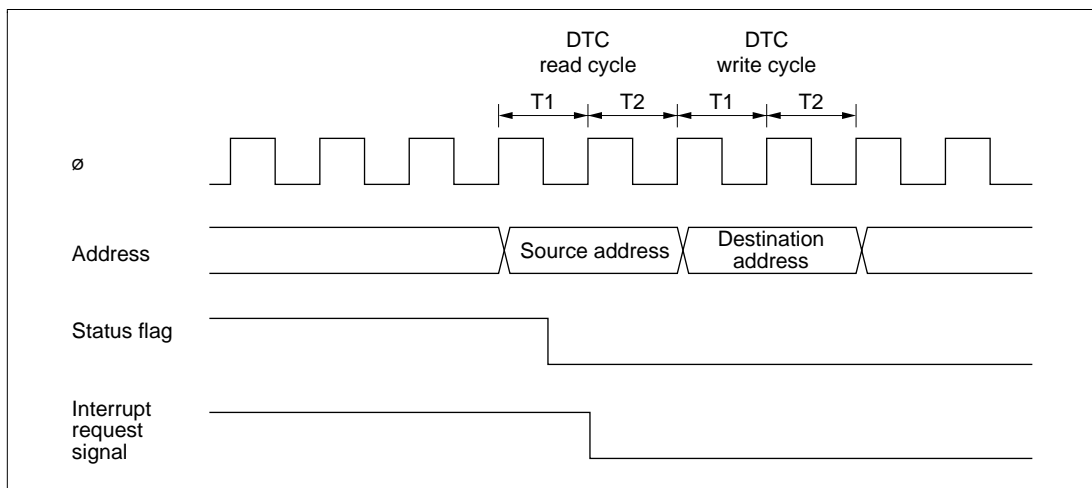 DTC
read cycle
DTC
write cycle
T1
T2
T1
T2
ø
Address
Source address
Destination
address
Status flag
Interrupt
request
signal